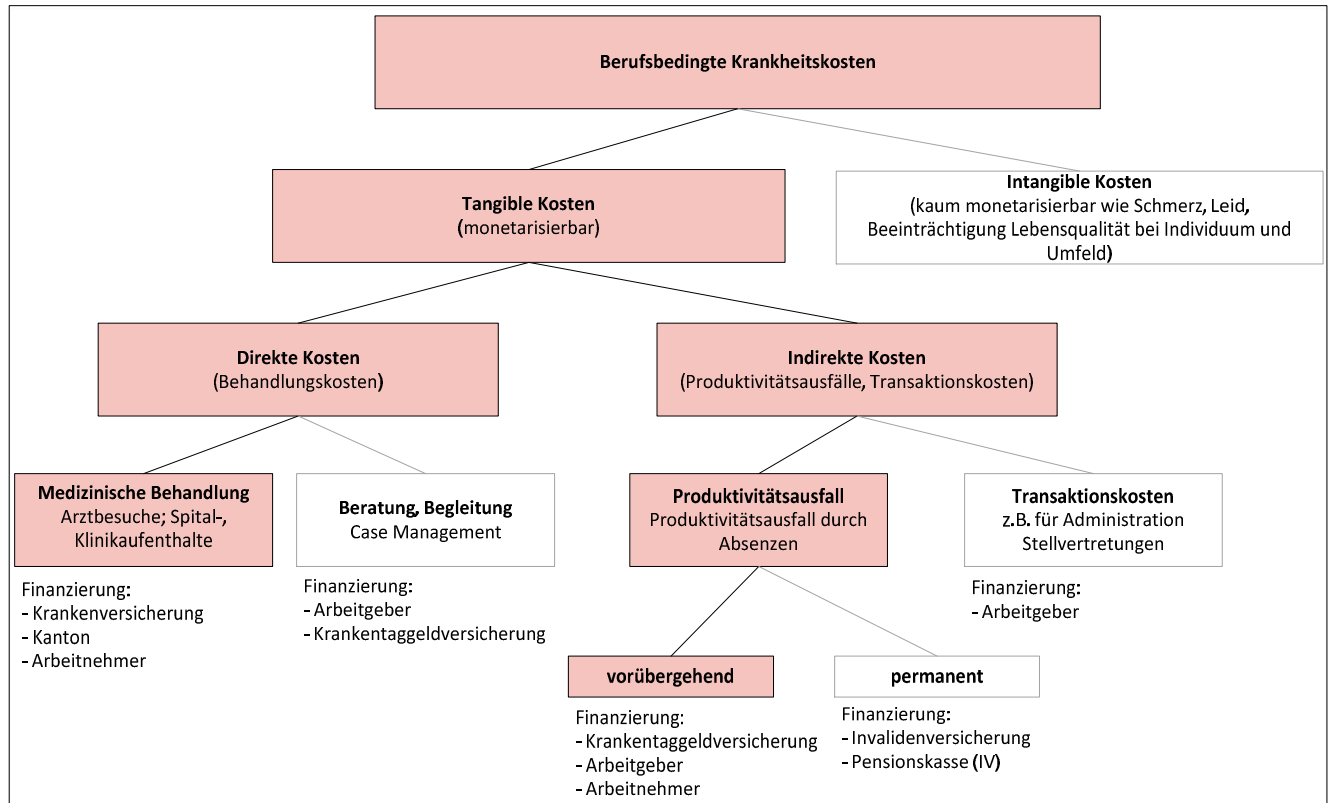 Berufsbedingte Krankheitskosten
Tangible Kosten
(monetarisierbar)
Intangible Kosten
(kaum monetarisierbar wie Schmerz, Leid,
Beeinträchtigung Lebensqualität bei Individuum und
Umfeld)
Direkte Kosten
(Behandlungskosten)
Indirekte Kosten
(Produktivitätsausfälle, Transaktionskosten)
Medizinische Behandlung
Arztbesuche; Spital-,
Klinikaufenthalte
Finanzierung:
- Krankenversicherung
- Kanton
- Arbeitnehmer
Beratung, Begleitung
Case Management
Finanzierung:
- Arbeitgeber
- Krankentaggeldversicherung
Produktivitätsausfall
Produktivitätsausfall durch
Absenzen
Transaktionskosten
z.B. für Administration
Stellvertretungen
Finanzierung:
- Arbeitgeber
vorübergehend
Finanzierung:
- Krankentaggeldversicherung
- Arbeitgeber
- Arbeitnehmer
permanent
Finanzierung:
- Invalidenversicherung
- Pensionskasse (IV)